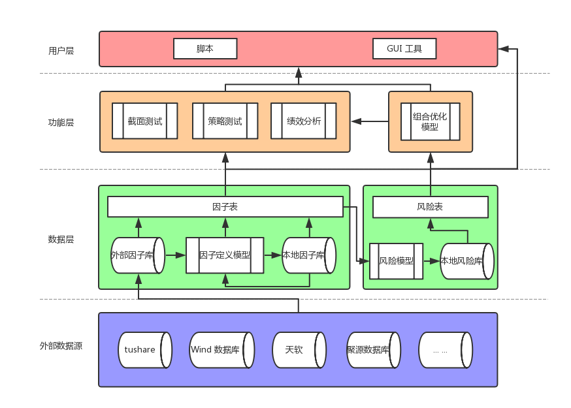 用户层
脚本
GUI 工具
功能层
截面测试
策略测试
绩效分析
组合优化
模型
数据层
因子表
风险表
外部因子库
因子定义模型
本地因子库
风险模型
本地风险库
外部数据源
tushare
Wind 数据库
天软
聚源数据库
... ...